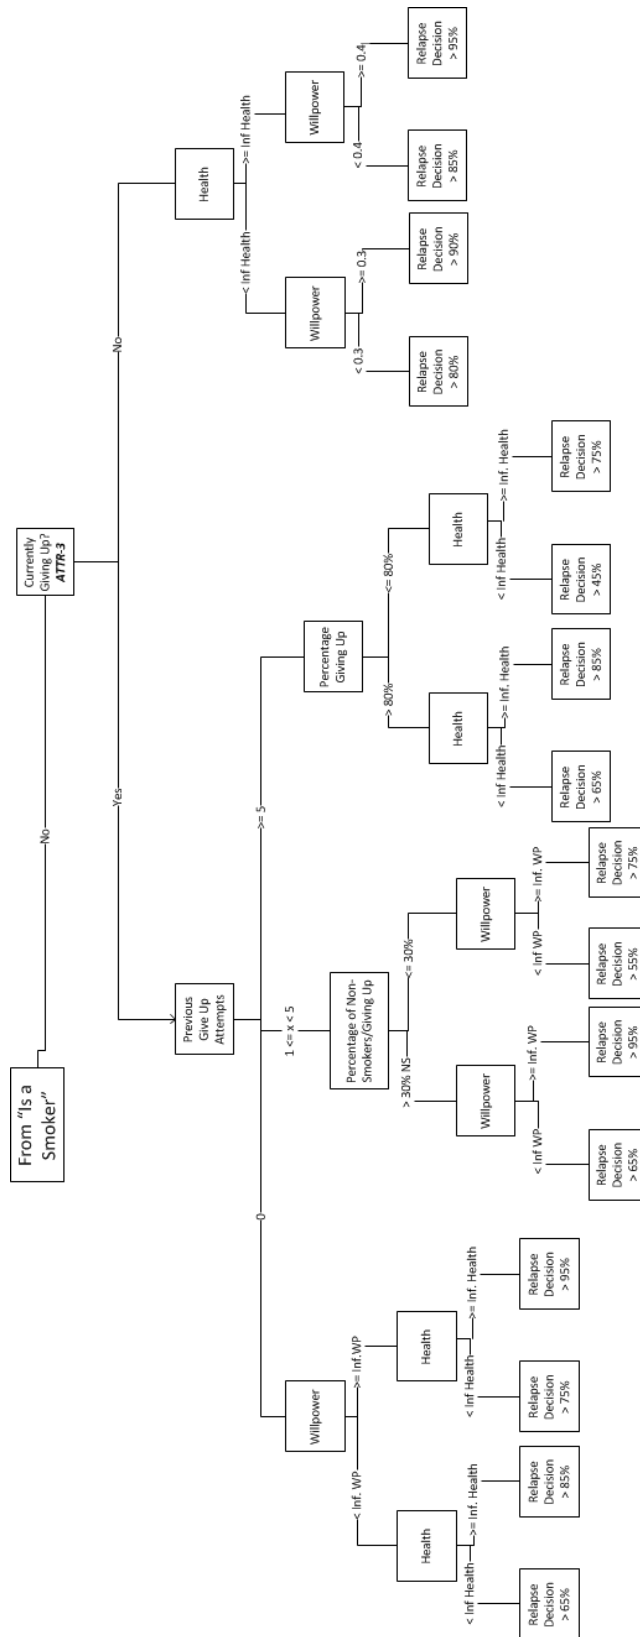 From "Is a
Smoker"
No
Currently
Giving Up?
ATTR-3
Yes
No
Previous
Give Up
Attempts
0
1 <= x < 5
>= 5
Willpower
< Inf. WP
>= Inf.WP
Health
< Inf Health
>= Inf. Health
Relapse
Decision
> 65%
Relapse
Decision
> 85%
Health
< Inf Health
>= Inf. Health
Relapse
Decision
> 75%
Relapse
Decision
> 95%
Percentage of Non-
Smokers/Giving Up
> 30% NS
<= 30%
Willpower
< Inf WP
>= Inf. WP
Relapse
Decision
> 65%
Relapse
Decision
> 95%
Willpower
< Inf WP
>= Inf. WP
Relapse
Decision
> 55%
Relapse
Decision
> 75%
Percentage
Giving Up
> 80%
<= 80%
Health
< Inf Health
>= Inf. Health
Relapse
Decision
> 65%
Relapse
Decision
> 85%
Health
< Inf Health
>= Inf. Health
Relapse
Decision
> 45%
Relapse
Decision
> 75%
Health
< Inf Health
>= Inf Health
Willpower
< 0.3
>= 0.3
Relapse
Decision
> 80%
Relapse
Decision
> 90%
Willpower
< 0.4
>= 0.4
Relapse
Decision
> 85%
Relapse
Decision
> 95%